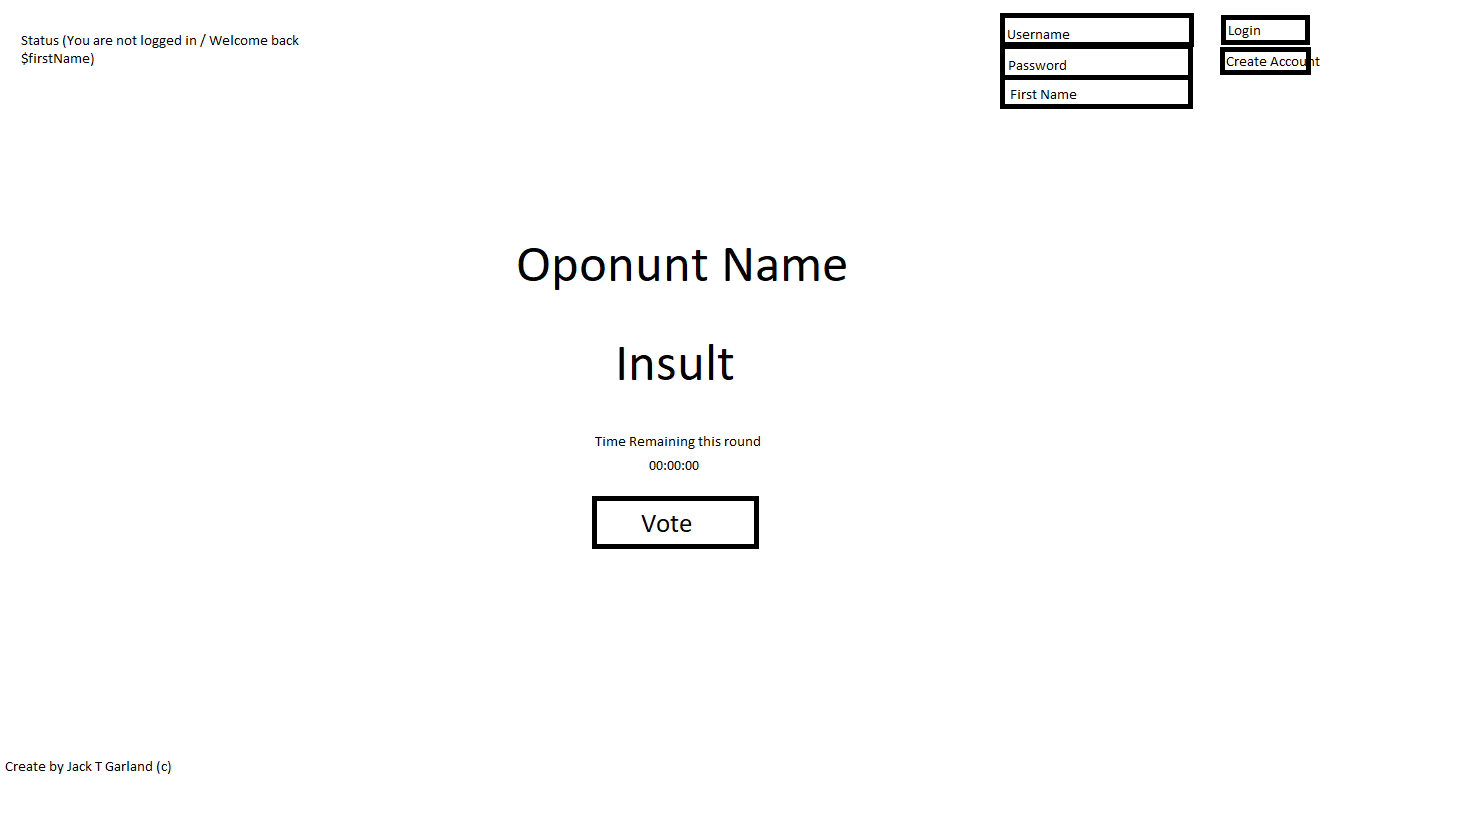 Status (You are not logged in / Welcome back
$firstName)
Username
Login
Password
Create Account
First Name
Oponunt Name
Insult
Time Remaining this round
00:00:00
Vote
Create by Jack T Garland (c)